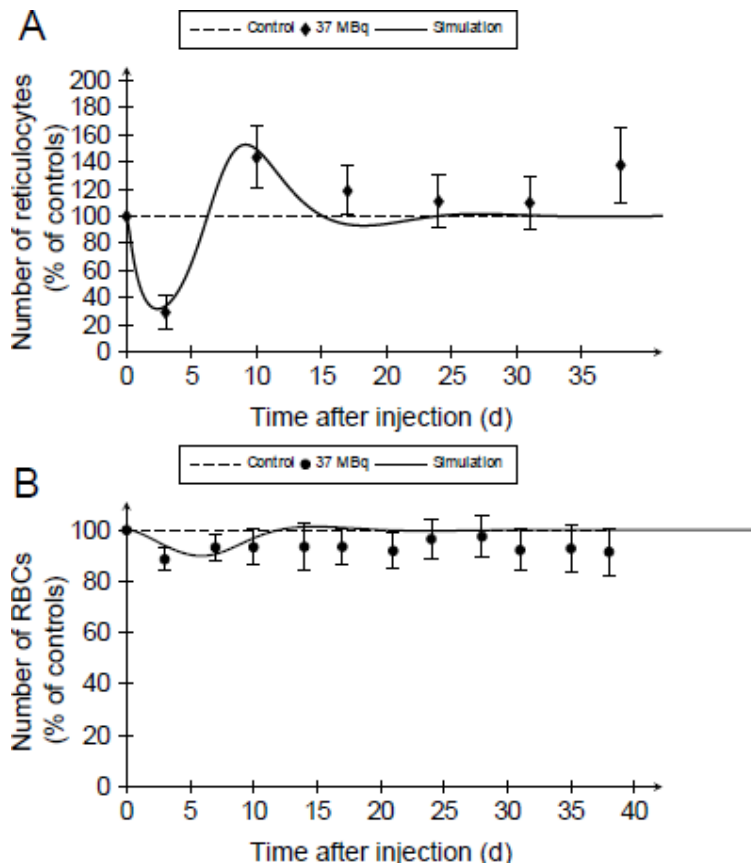 A
Control 37 MBq Simulation
Number of reticulocytes
(% of controls)
200
180
160
140
120
100
80
60
40
20
0
0 5 10 15 20 25 30 35
Time after injection (d)
Control 37 MBq Simulation
B
Number of RBCs
(% of controls)
100
80
60
40
20
0
0 5 10 15 20 25 30 35 40
Time after injection (d)